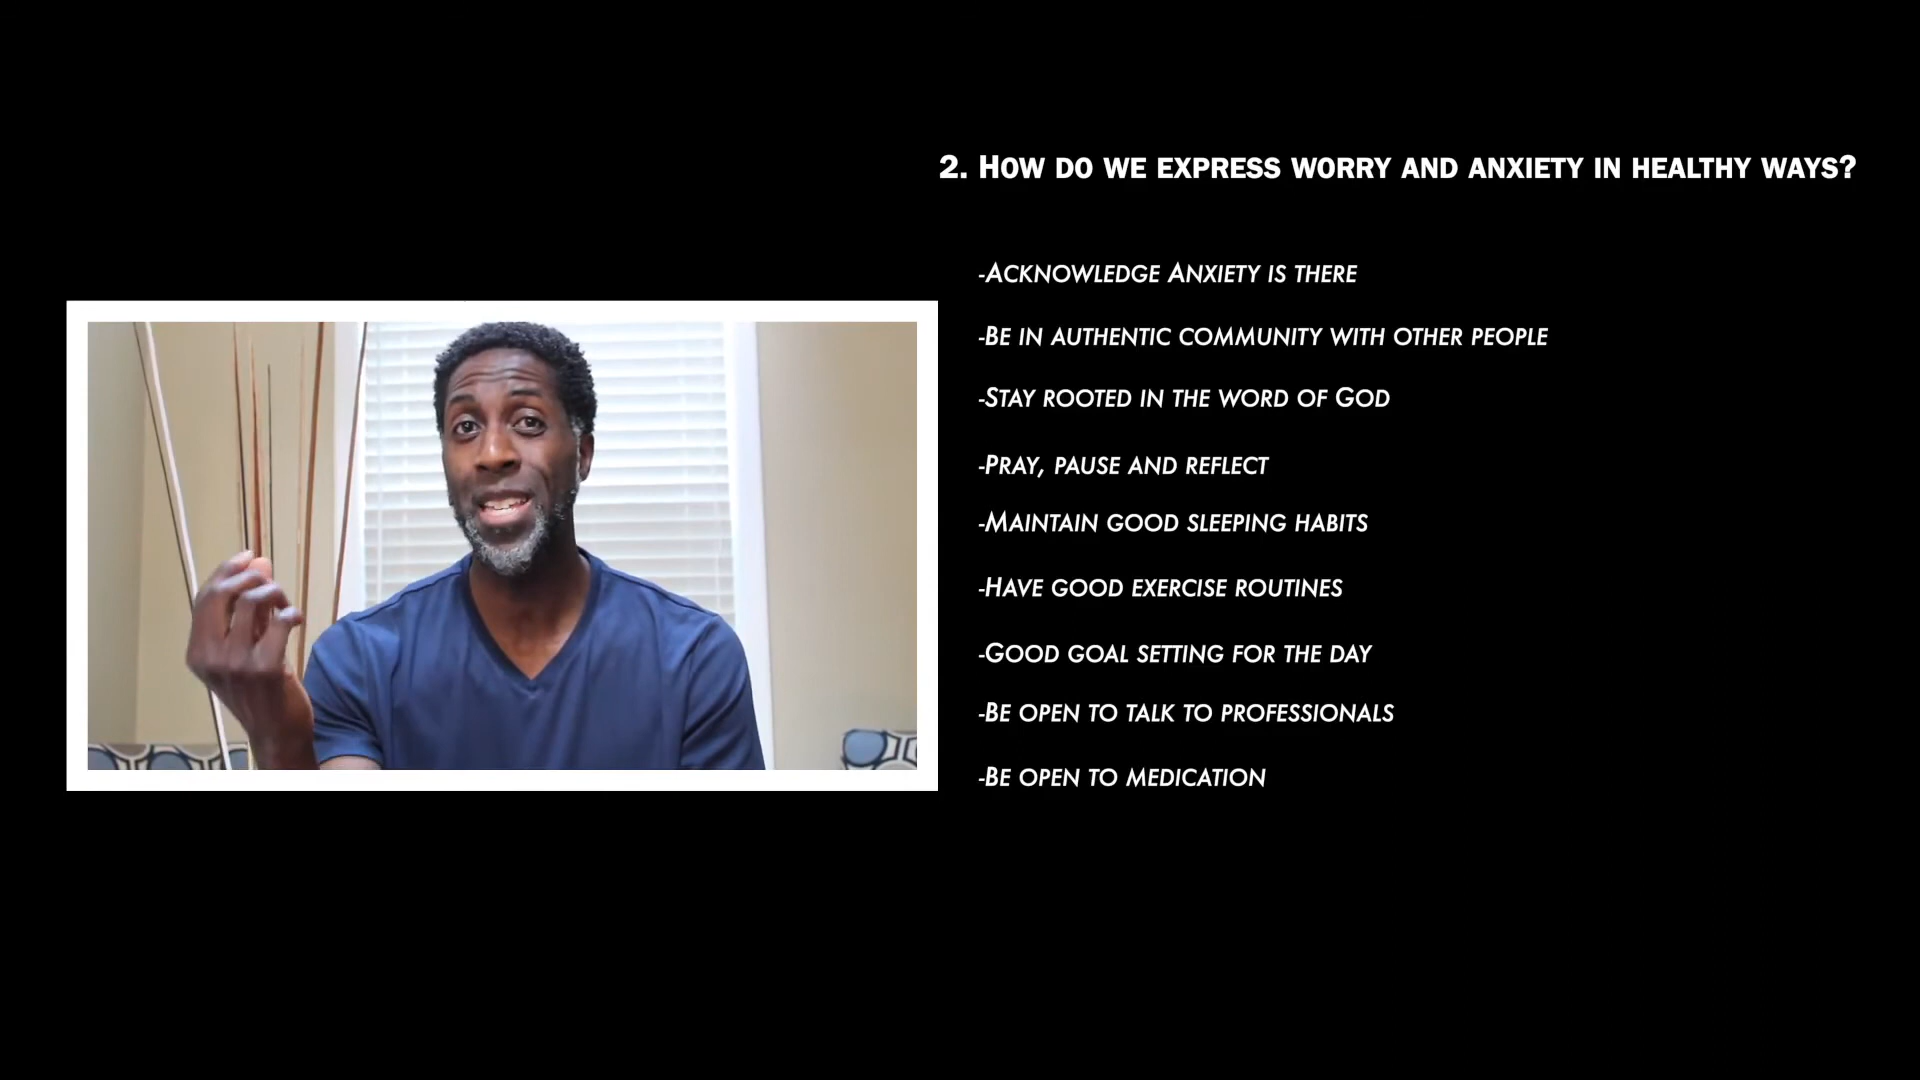 2. How do we express worry and anxiety in healthy ways?
-Acknowledge Anxiety is there
-Be in authentic community with other people
-Stay rooted in the word of God
-Pray, pause and reflect
-Maintain good sleeping habits
-Have good exercise routines
-Good goal setting for the day
-Be open to talk to professionals
-Be open to medication